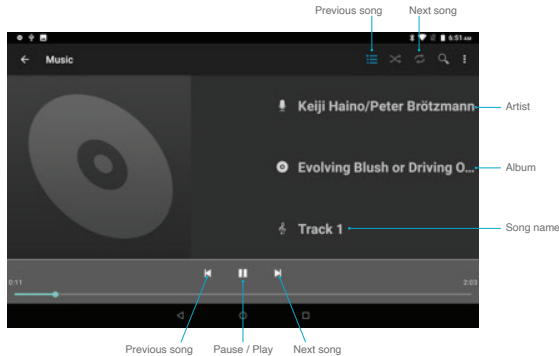 Previous song
Next song
6:51 AM
Music
Keiji Haino/Peter Brötzmann
Artist
Evolving Blush or Driving O...
Album
Track 1
Song name
0:11
2:03
Previous song
Pause / Play
Next song